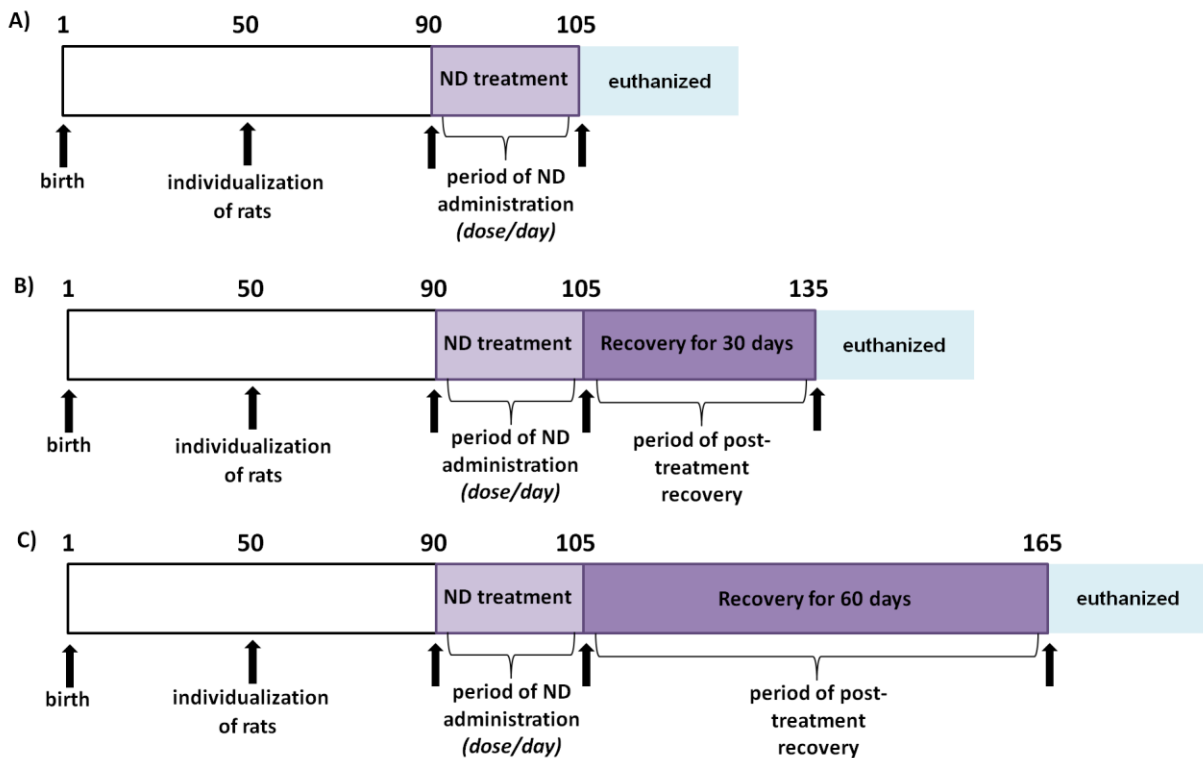 A) 1 50 90 105
ND treatment euthanized
birth individualization of rats period of ND administration (dose/day)
B) 1 50 90 105 135
ND treatment Recovery for 30 days euthanized
birth individualization of rats period of ND administration (dose/day) period of post-treatment recovery
C) 1 50 90 105 165
ND treatment Recovery for 60 days euthanized
birth individualization of rats period of ND administration (dose/day) period of post-treatment recovery